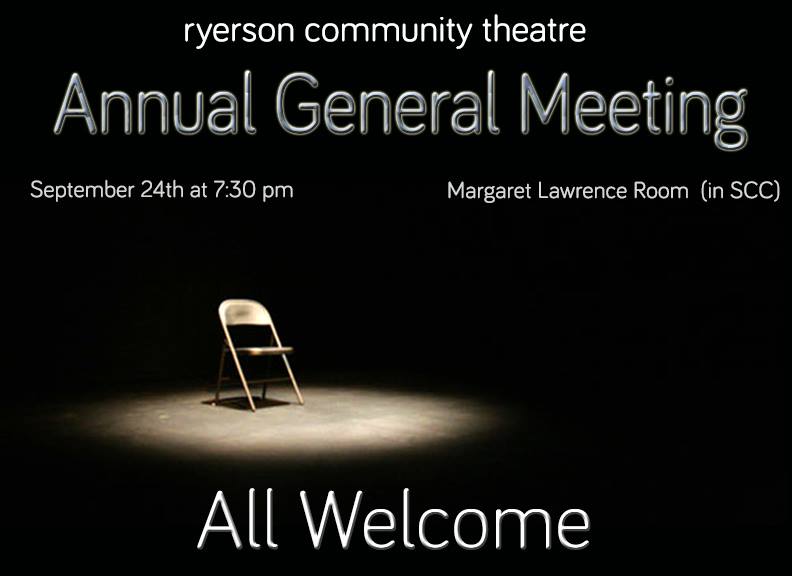 ryerson community theatre
Annual General Meeting
September 24th at 7:30 pm
Margaret Lawrence Room (in SCC)
All Welcome